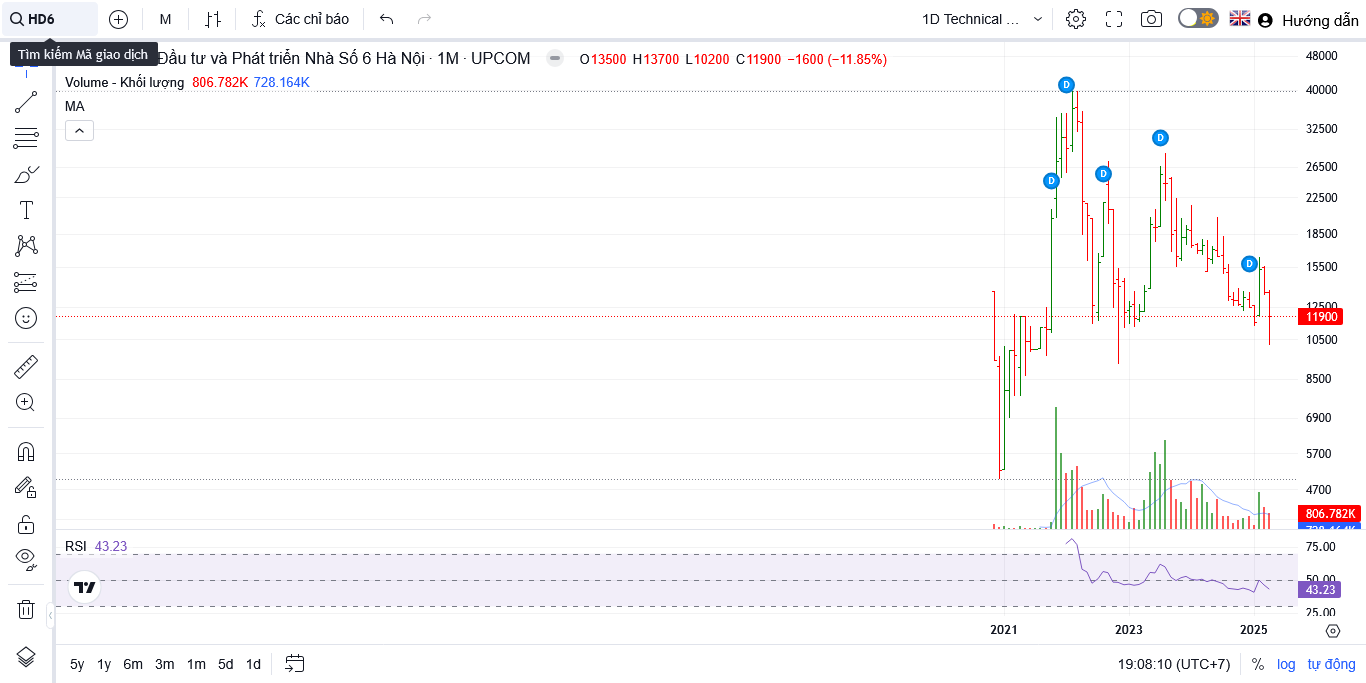 HD6 M Các chỉ báo 1D Technical ... Hướng dẫn
Tìm kiếm Mã giao dịch Đầu tư và Phát triển Nhà Số 6 Hà Nội · 1M · UPCOM O13500 H13700 L10200 C11900 −1600 (−11.85%)
Volume - Khối lượng 806.782K 728.164K
MA
48000
40000
32500
26500
22500
18500
15500
12500
11900
10500
8500
6900
5700
4700
806.782K
728.164K
D
D
D
D
D
RSI 43.23
75.00
50.00
43.23
25.00
2021 2023 2025
5y 1y 6m 3m 1m 5d 1d 19:08:10 (UTC+7) % log tự động